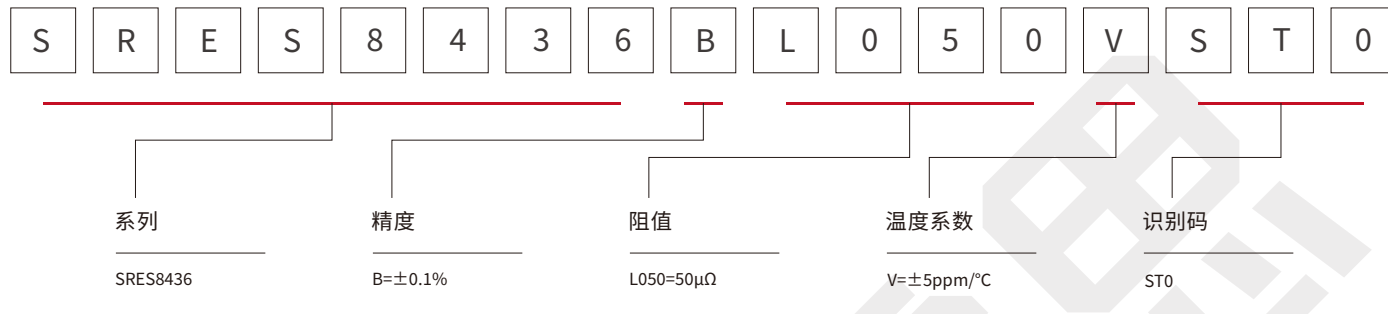 S R E S 8 4 3 6 B L 0 5 0 V S T 0
系列 精度 阻值 温度系数 识别码
SRES8436 B=±0.1% L050=50μΩ V=±5ppm/℃ ST0